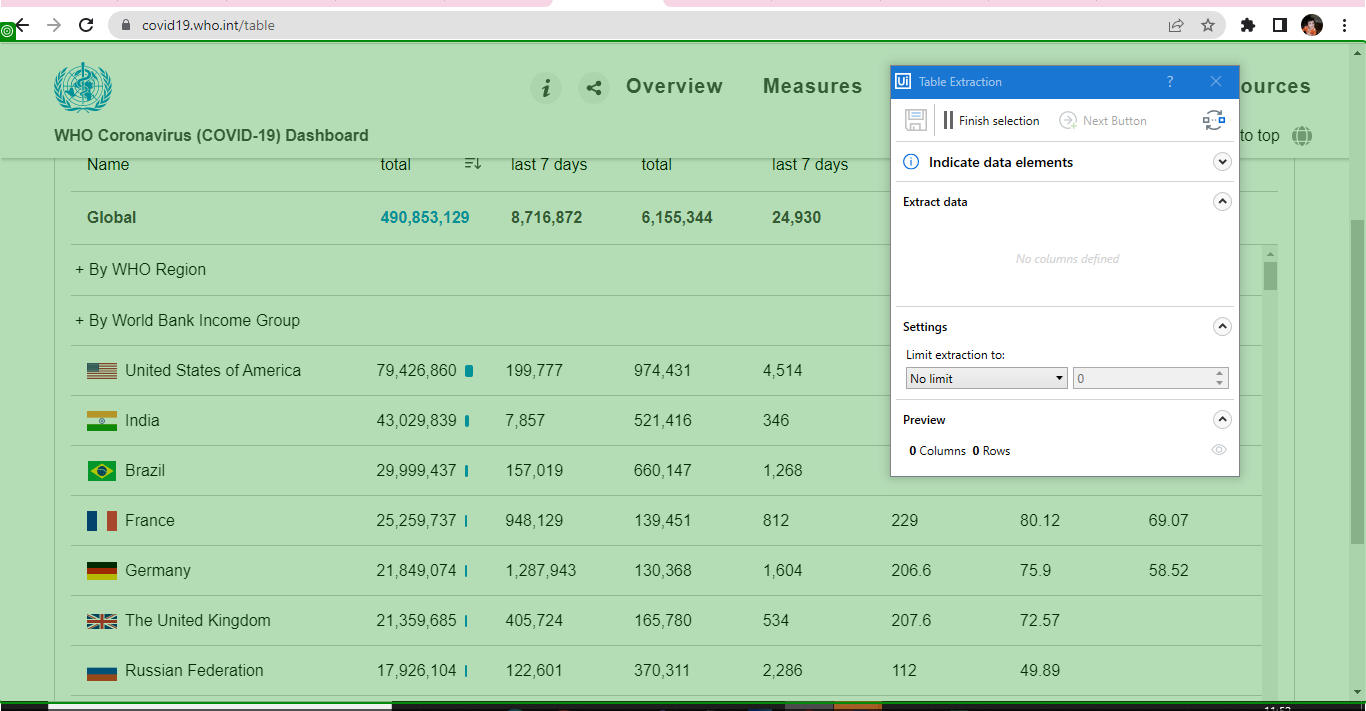 covid19.who.int/table
i Overview Measures
ources
WHO Coronavirus (COVID-19) Dashboard
to top
Name total last 7 days total last 7 days
Global 490,853,129 8,716,872 6,155,344 24,930
+ By WHO Region
+ By World Bank Income Group
United States of America 79,426,860 199,777 974,431 4,514
India 43,029,839 7,857 521,416 346
Brazil 29,999,437 157,019 660,147 1,268
France 25,259,737 948,129 139,451 812 229 80.12 69.07
Germany 21,849,074 1,287,943 130,368 1,604 206.6 75.9 58.52
The United Kingdom 21,359,685 405,724 165,780 534 207.6 72.57
Russian Federation 17,926,104 122,601 370,311 2,286 112 49.89
Ui Table Extraction ?
Finish selection Next Button
Indicate data elements
Extract data
No columns defined
Settings
Limit extraction to:
No limit 0
Preview
0 Columns 0 Rows